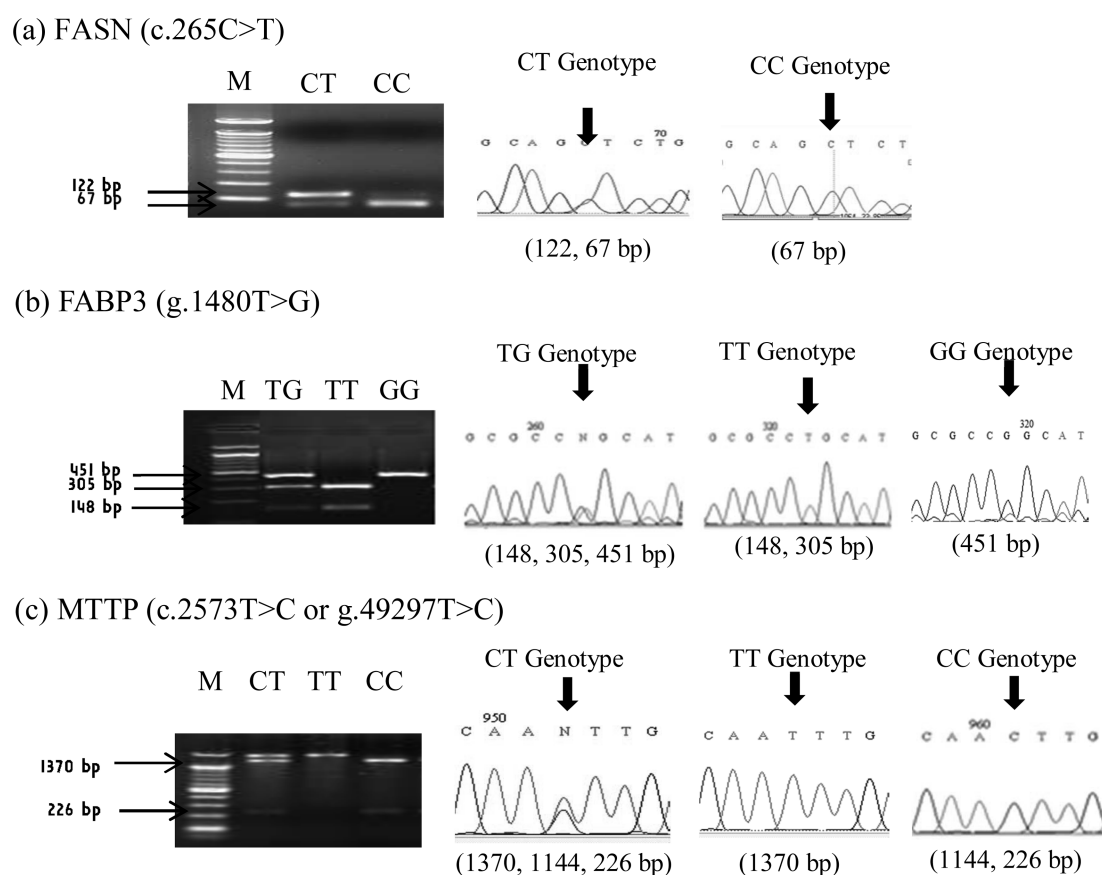 (a) FASN (c.265C>T)
M CT CC
122 bp
67 bp
CT Genotype
70
G C A G C T C T G
(122, 67 bp)
CC Genotype
G C A G C T C T
(67 bp)
(b) FABP3 (g.1480T>G)
M TG TT GG
451 bp
305 bp
148 bp
TG Genotype
260
G C G C C N G C A T
(148, 305, 451 bp)
TT Genotype
320
G C G C C T G C A T
(148, 305 bp)
GG Genotype
320
G C G C C G G C A T
(451 bp)
(c) MTTP (c.2573T>C or g.49297T>C)
M CT TT CC
1370 bp
226 bp
CT Genotype
950
C A A N T T G
(1370, 1144, 226 bp)
TT Genotype
C A A T T T G
(1370 bp)
CC Genotype
960
C A A C T T G
(1144, 226 bp)